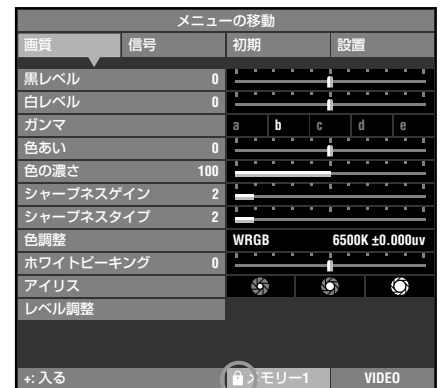 メニューの移動
画質 信号 初期 設置
黒レベル 0
白レベル 0
ガンマ a b c d e
色あい 0
色の濃さ 100
シャープネスゲイン 2
シャープネスタイプ 2
色調整 WRGB 6500K ±0.000uv
ホワイトピーキング 0
アイリス
レベル調整
+: 入る メモリー1 VIDEO